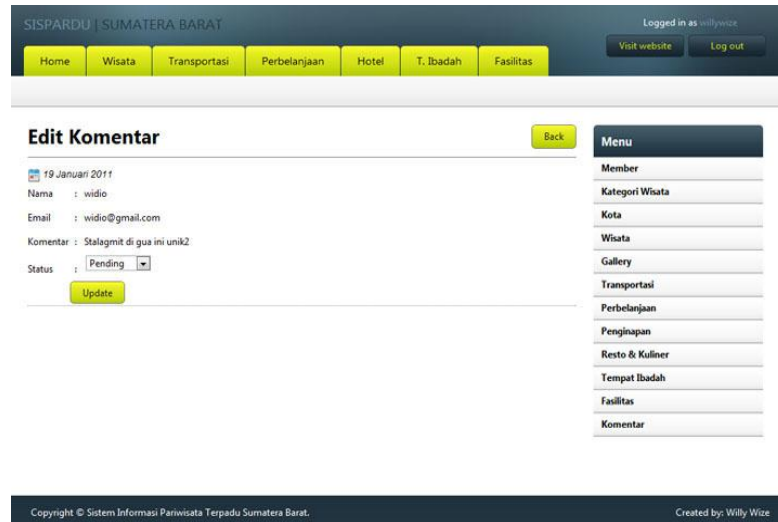 SISPARDU | SUMATERA BARAT
Logged in as willywize
Visit website Log out
Home Wisata Transportasi Perbelanjaan Hotel T. Ibadah Fasilitas
Edit Komentar
Back
19 Januari 2011
Nama : widio
Email : widio@gmail.com
Komentar : Stalagmit di gua ini unik2
Status : Pending
Update
Menu
Member
Kategori Wisata
Kota
Wisata
Gallery
Transportasi
Perbelanjaan
Penginapan
Resto & Kuliner
Tempat Ibadah
Fasilitas
Komentar
Copyright © Sistem Informasi Pariwisata Terpadu Sumatera Barat.
Created by: Willy Wize